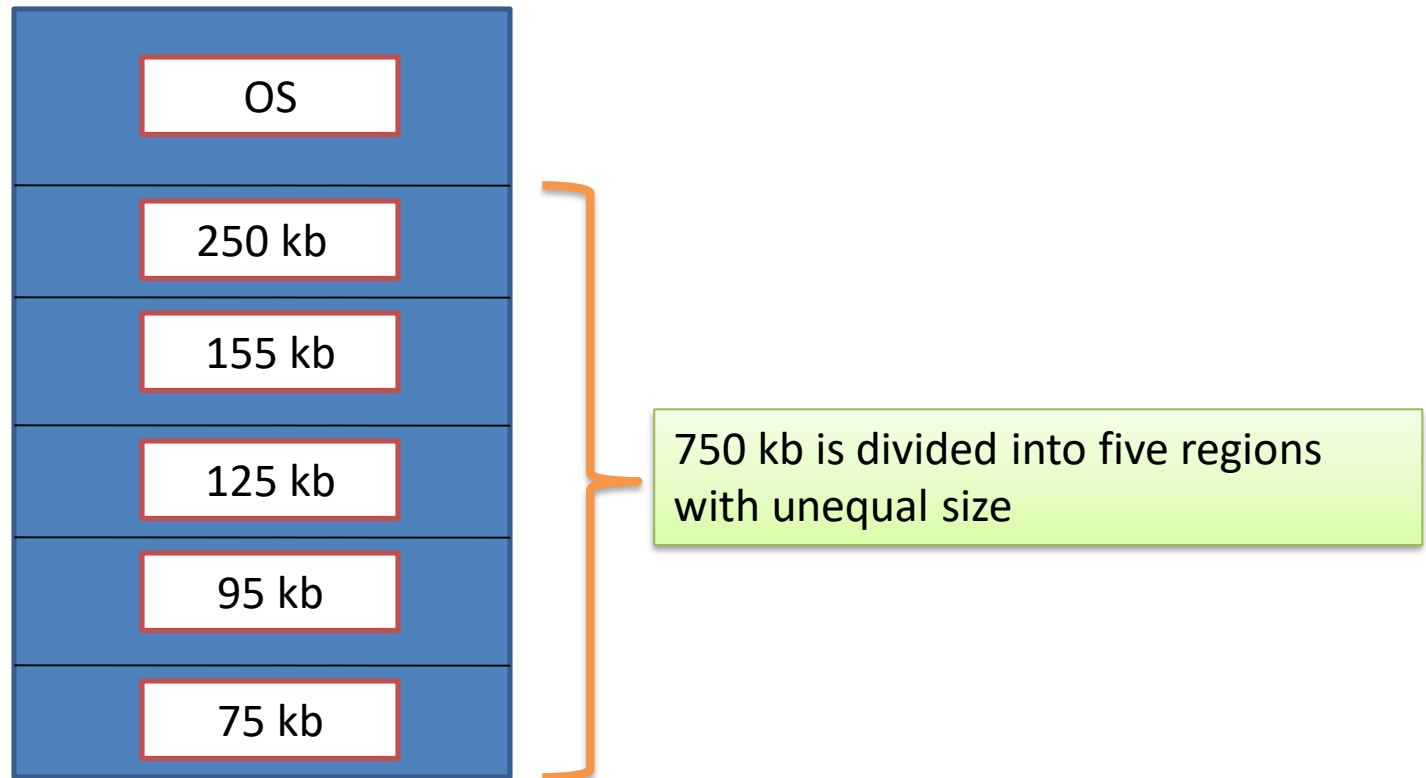 OS
250 kb
155 kb
125 kb
750 kb is divided into five regions
with unequal size
95 kb
75 kb